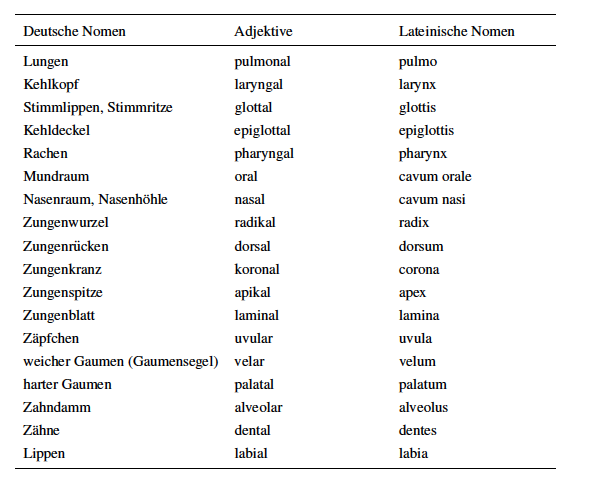 Deutsche Nomen Adjektive Lateinische Nomen
Lungen pulmonal pulmo
Kehlkopf laryngal larynx
Stimmlippen, Stimmritze glottal glottis
Kehldeckel epiglottal epiglottis
Rachen pharyngal pharynx
Mundraum oral cavum orale
Nasenraum, Nasenhöhle nasal cavum nasi
Zungenwurzel radikal radix
Zungenrücken dorsal dorsum
Zungenkranz koronal corona
Zungenspitze apikal apex
Zungenblatt laminal lamina
Zäpfchen uvular uvula
weicher Gaumen (Gaumensegel) velar velum
harter Gaumen palatal palatum
Zahndamm alveolar alveolus
Zähne dental dentes
Lippen labial labia